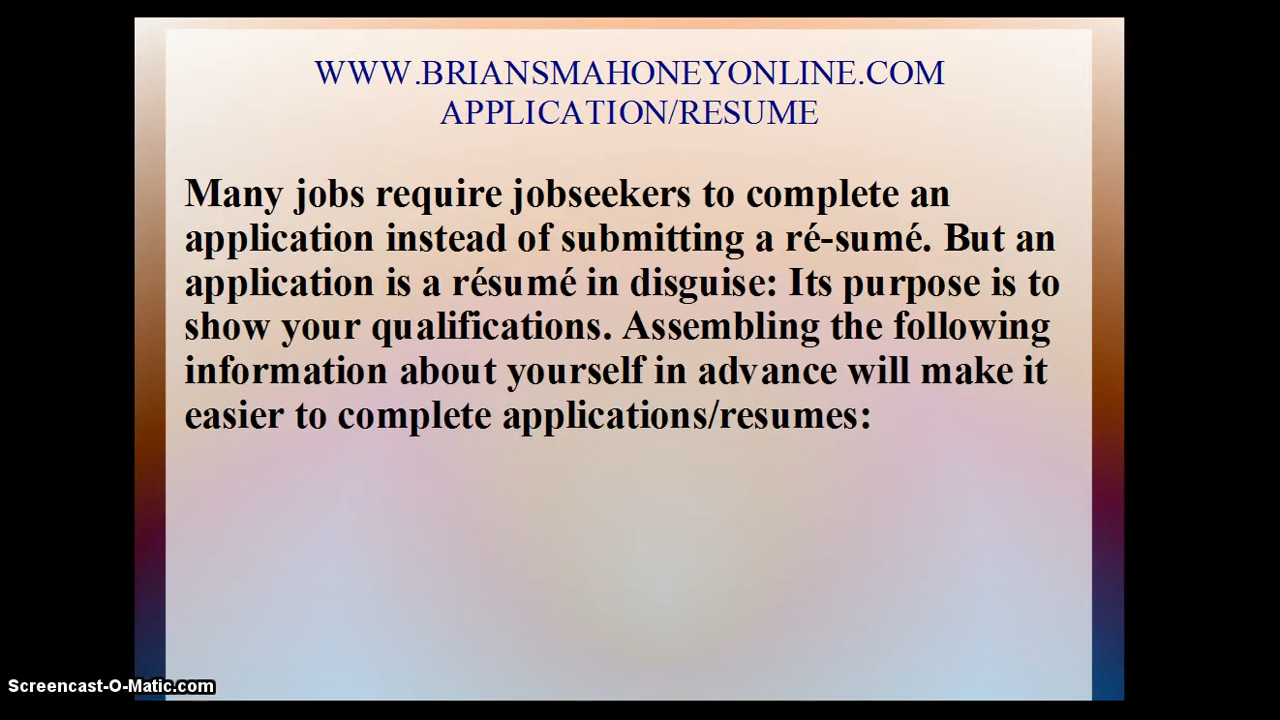 WWW.BRIANSMAHONEYONLINE.COM
APPLICATION/RESUME
Many jobs require jobseekers to complete an
application instead of submitting a ré-sumé. But an
application is a résumé in disguise: Its purpose is to
show your qualifications. Assembling the following
information about yourself in advance will make it
easier to complete applications/resumes:
Screencast-O-Matic.com